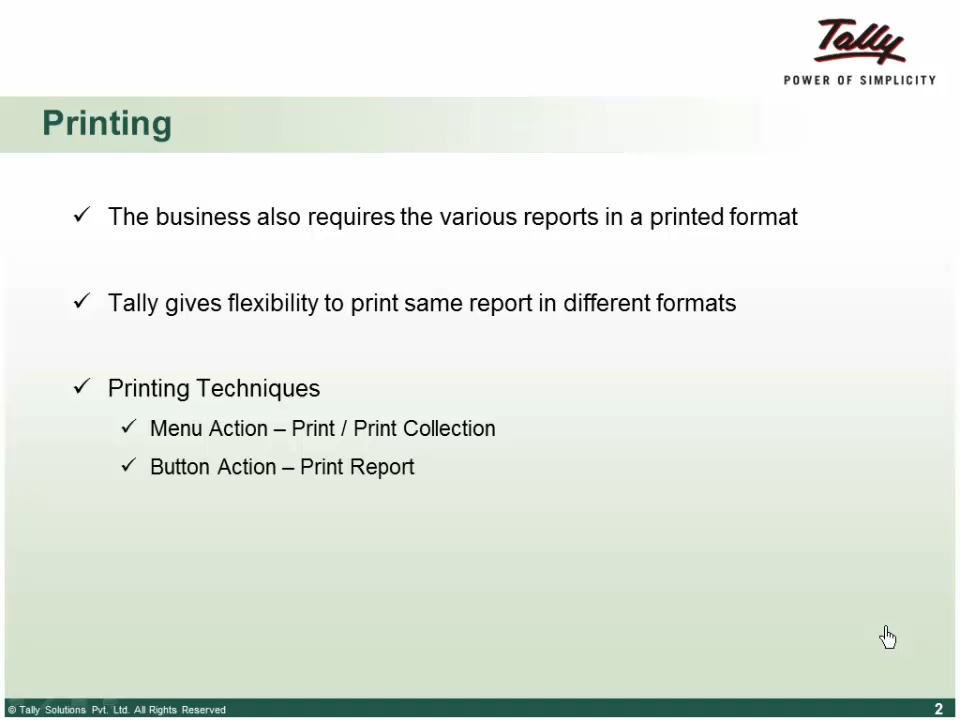 Tally
POWER OF SIMPLICITY
Printing
The business also requires the various reports in a printed format
Tally gives flexibility to print same report in different formats
Printing Techniques
Menu Action – Print / Print Collection
Button Action – Print Report
© Tally Solutions Pvt. Ltd. All Rights Reserved
2